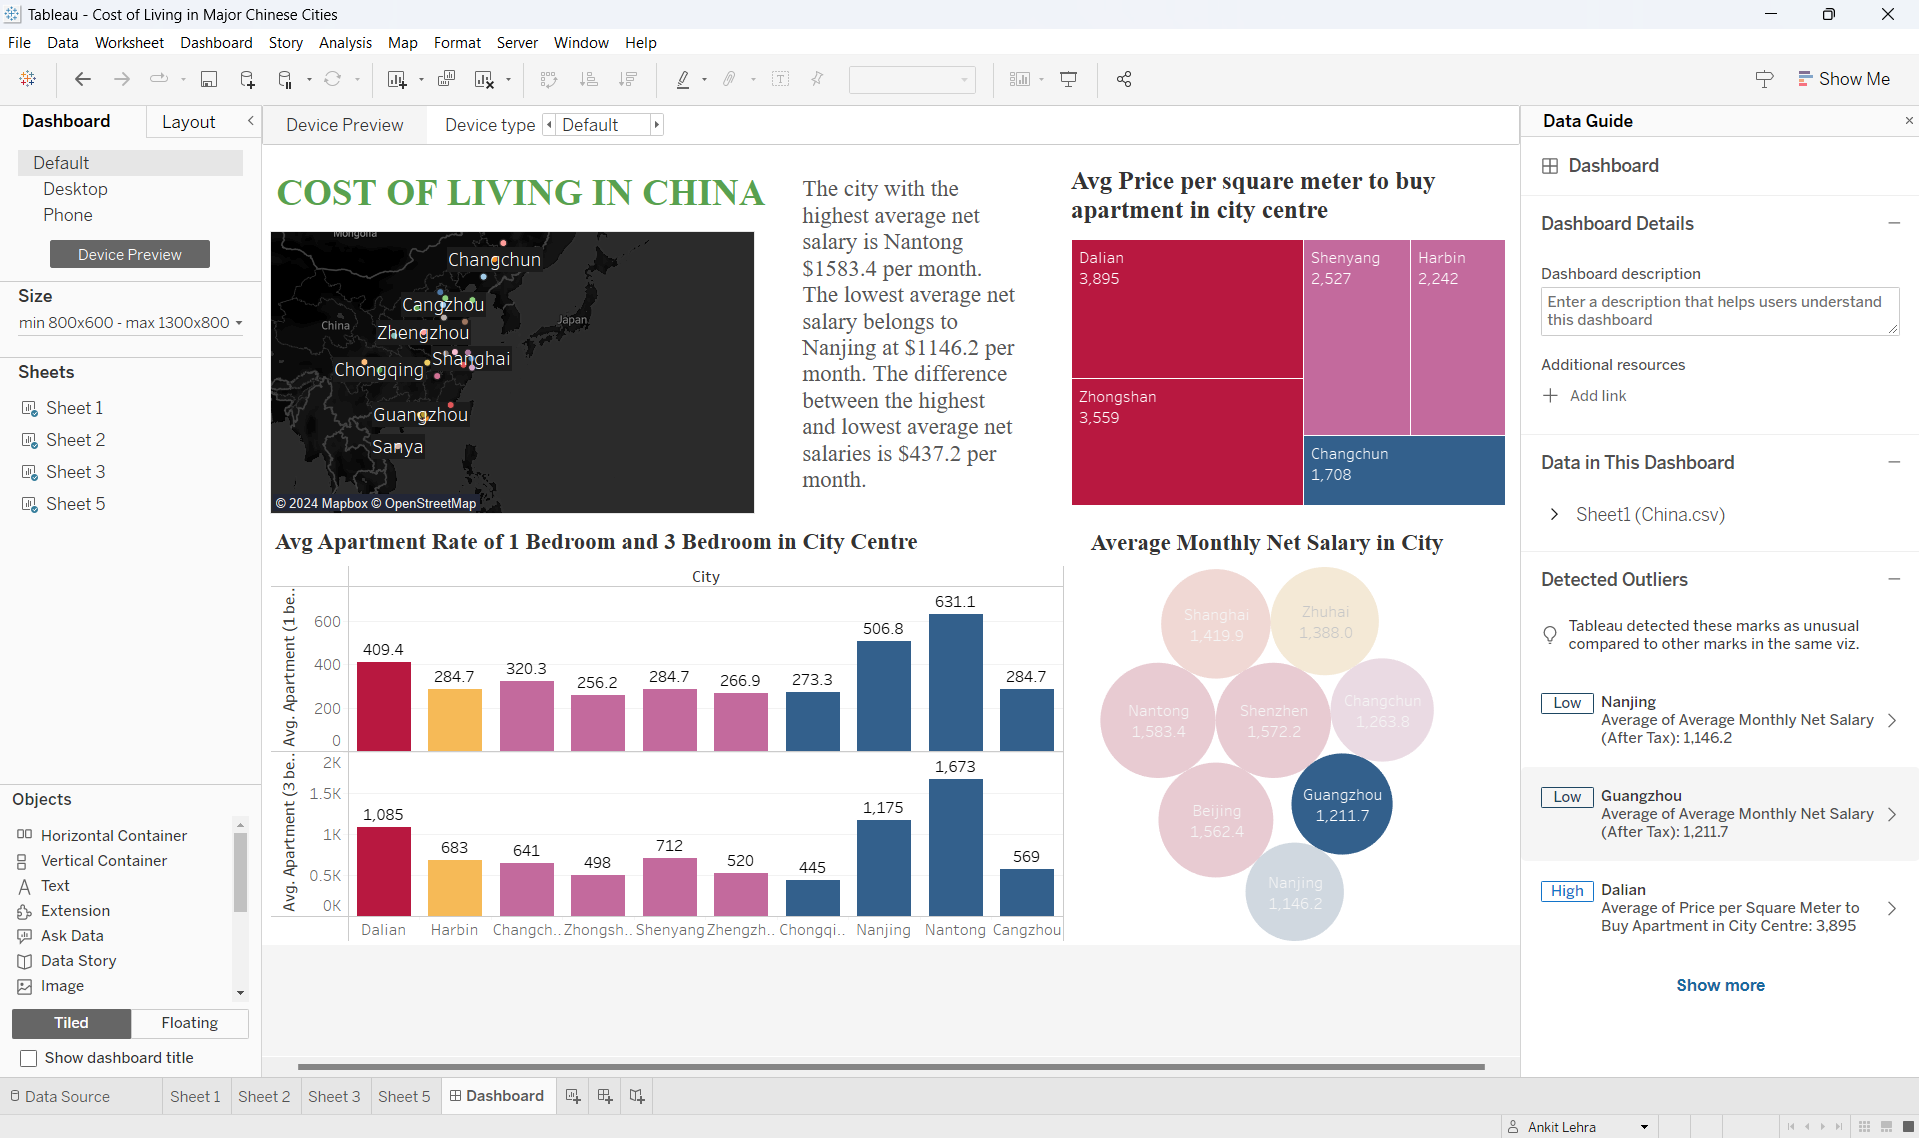 Tableau - Cost of Living in Major Chinese Cities
File Data Worksheet Dashboard Story Analysis Map Format Server Window Help
Show Me
Dashboard Layout
Default
Desktop
Phone
Device Preview
Size
min 800x600 - max 1300x800
Sheets
Sheet 1
Sheet 2
Sheet 3
Sheet 5
Objects
Horizontal Container
Vertical Container
Text
Extension
Ask Data
Data Story
Image
Tiled Floating
Show dashboard title
Device Preview Device type Default
COST OF LIVING IN CHINA
Mongolia
Changchun
Cangzhou
China
Japan
Zhengzhou
Shanghai
Chongqing
Guangzhou
Sanya
© 2024 Mapbox © OpenStreetMap
The city with the
highest average net
salary is Nantong
$1583.4 per month.
The lowest average net
salary belongs to
Nanjing at $1146.2 per
month. The difference
between the highest
and lowest average net
salaries is $437.2 per
month.
Avg Price per square meter to buy
apartment in city centre
Dalian
3,895
Zhongshan
3,559
Shenyang
2,527
Harbin
2,242
Changchun
1,708
Avg Apartment Rate of 1 Bedroom and 3 Bedroom in City Centre
City
Avg. Apartment (1 be..
600
400
200
0
409.4 284.7 320.3 256.2 284.7 266.9 273.3 506.8 631.1 284.7
Avg. Apartment (3 be..
2K
1.5K
1K
0.5K
0K
1,085 683 641 498 712 520 445 1,175 1,673 569
Dalian Harbin Changch.. Zhongsh.. Shenyang Zhengzh.. Chongqi.. Nanjing Nantong Cangzhou
Average Monthly Net Salary in City
Shanghai
1,419.9
Zhuhai
1,388.0
Nantong
1,583.4
Shenzhen
1,572.2
Changchun
1,263.8
Beijing
1,562.4
Guangzhou
1,211.7
Nanjing
1,146.2
Data Guide
Dashboard
Dashboard Details
Dashboard description
Enter a description that helps users understand
this dashboard
Additional resources
Add link
Data in This Dashboard
Sheet1 (China.csv)
Detected Outliers
Tableau detected these marks as unusual
compared to other marks in the same viz.
Low Nanjing
Average of Average Monthly Net Salary
(After Tax): 1,146.2
Low Guangzhou
Average of Average Monthly Net Salary
(After Tax): 1,211.7
High Dalian
Average of Price per Square Meter to
Buy Apartment in City Centre: 3,895
Show more
Data Source Sheet 1 Sheet 2 Sheet 3 Sheet 5 Dashboard
Ankit Lehra